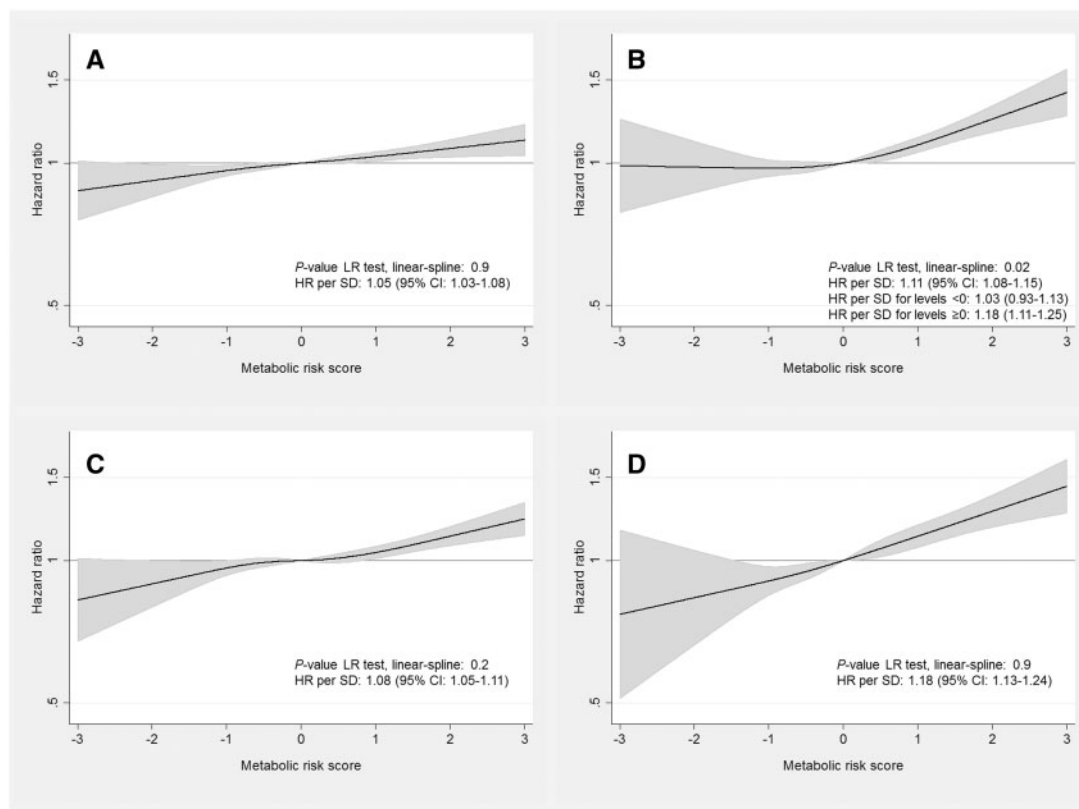 A
Hazard ratio
1.5
1
.5
P-value LR test, linear-spline: 0.9
HR per SD: 1.05 (95% CI: 1.03-1.08)
-3 -2 -1 0 1 2 3
Metabolic risk score
B
Hazard ratio
1.5
1
.5
P-value LR test, linear-spline: 0.02
HR per SD: 1.11 (95% CI: 1.08-1.15)
HR per SD for levels <0: 1.03 (0.93-1.13)
HR per SD for levels ≥0: 1.18 (1.11-1.25)
-3 -2 -1 0 1 2 3
Metabolic risk score
C
Hazard ratio
1.5
1
.5
P-value LR test, linear-spline: 0.2
HR per SD: 1.08 (95% CI: 1.05-1.11)
-3 -2 -1 0 1 2 3
Metabolic risk score
D
Hazard ratio
1.5
1
.5
P-value LR test, linear-spline: 0.9
HR per SD: 1.18 (95% CI: 1.13-1.24)
-3 -2 -1 0 1 2 3
Metabolic risk score